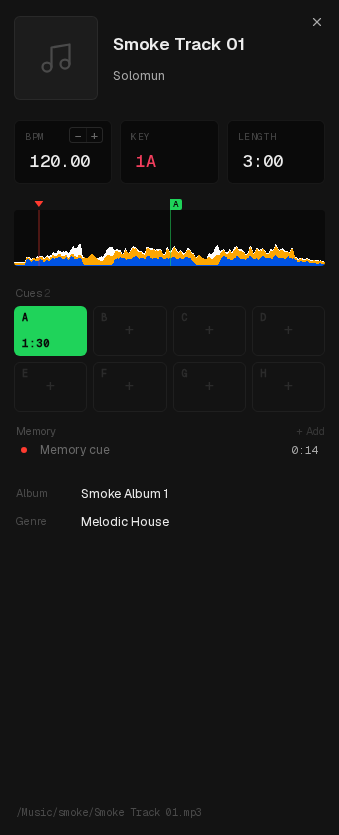 ×
Smoke Track 01
Solomun
BPM − +
KEY
LENGTH
120.00
1A
3:00
A
Cues 2
A
1:30
B +
C +
D +
E +
F +
G +
H +
Memory + Add
Memory cue 0:14
Album Smoke Album 1
Genre Melodic House
/Music/smoke/Smoke Track 01.mp3